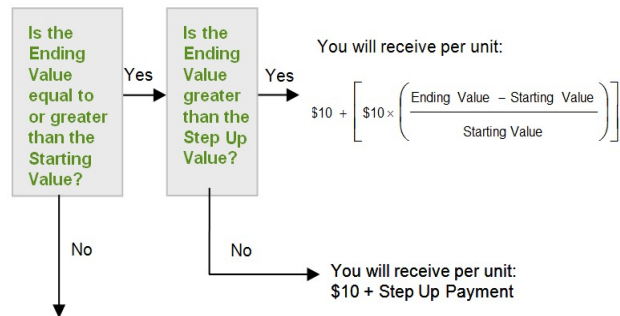 Is the
Ending
Value
equal to
or greater
than the
Starting
Value?
Yes
Is the
Ending
Value
greater
than the
Step Up
Value?
Yes
You will receive per unit:
$10 + [ $10 × ( Ending Value – Starting Value
Starting Value ) ]
No
No
You will receive per unit:
$10 + Step Up Payment